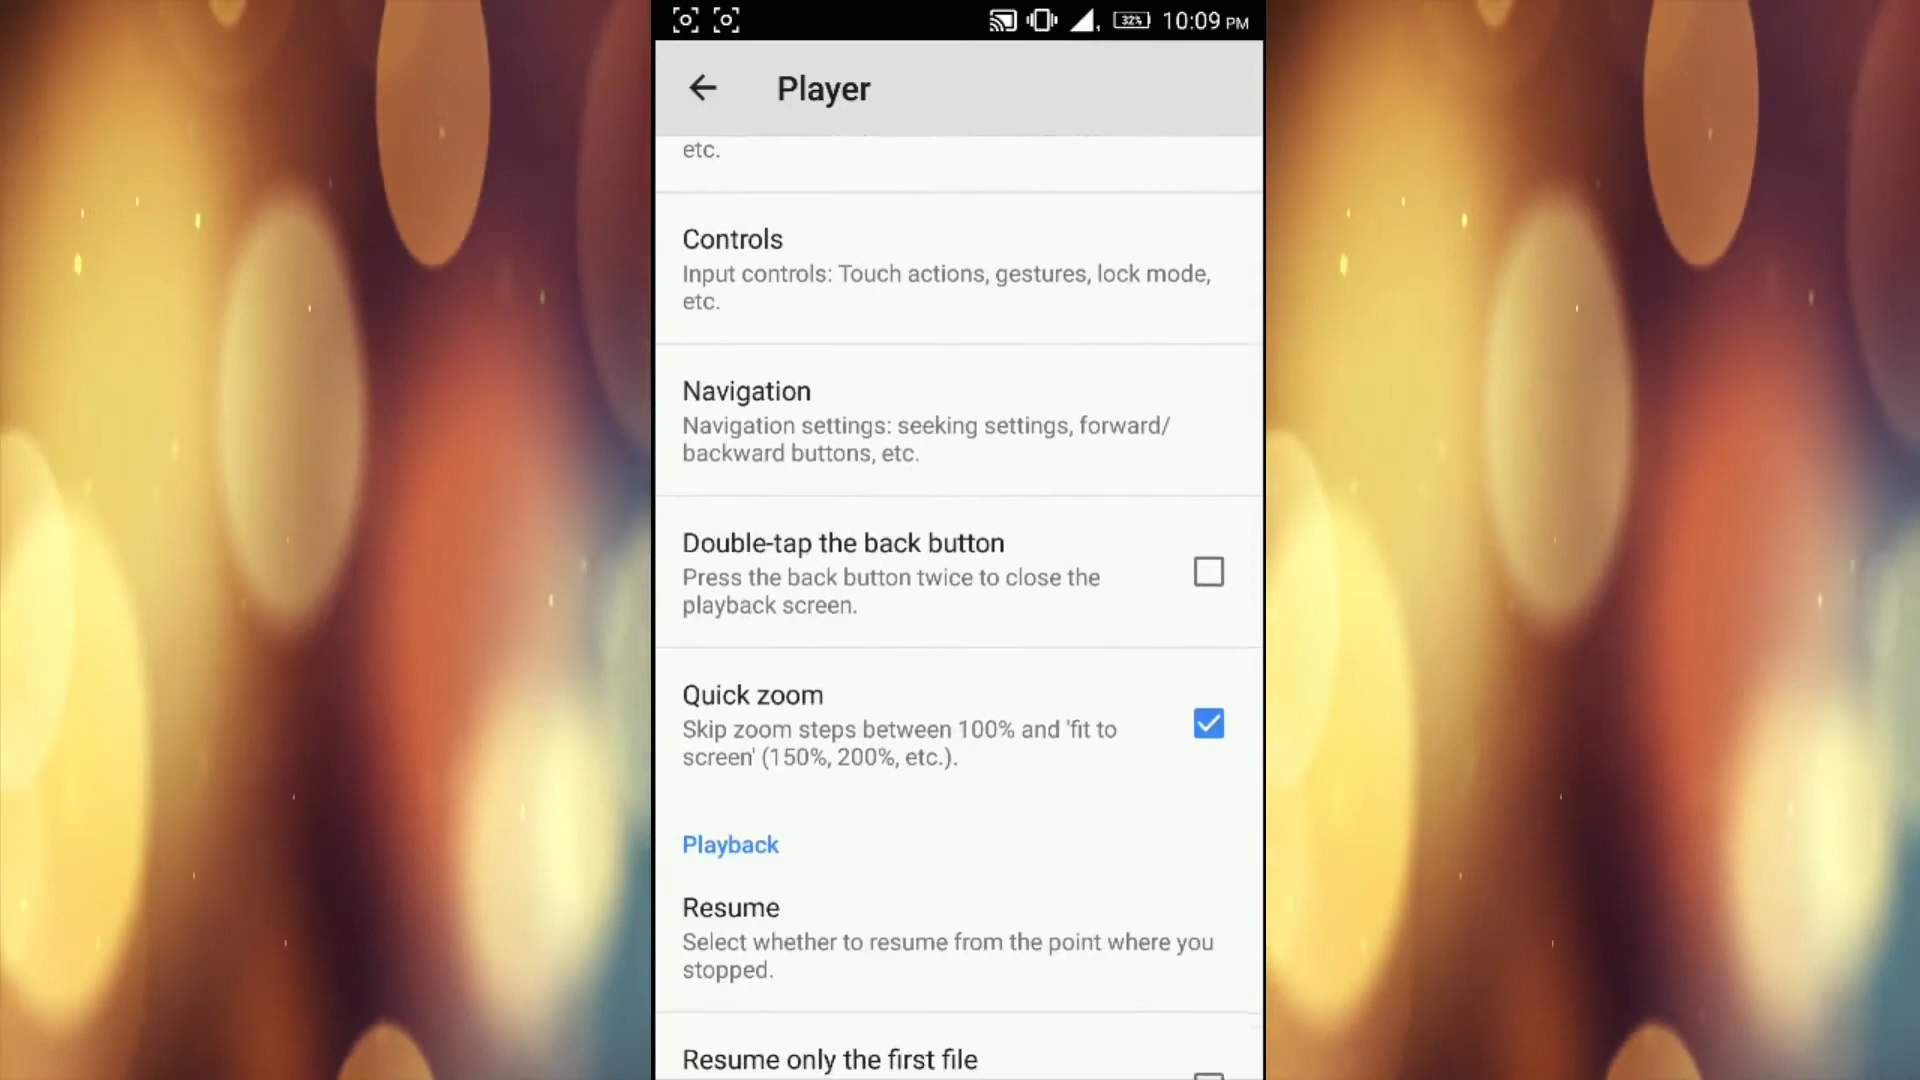 32%
10:09 PM
Player
etc.
Controls
Input controls: Touch actions, gestures, lock mode,
etc.
Navigation
Navigation settings: seeking settings, forward/
backward buttons, etc.
Double-tap the back button
Press the back button twice to close the
playback screen.
Quick zoom
Skip zoom steps between 100% and 'fit to
screen' (150%, 200%, etc.).
Playback
Resume
Select whether to resume from the point where you
stopped.
Resume only the first file